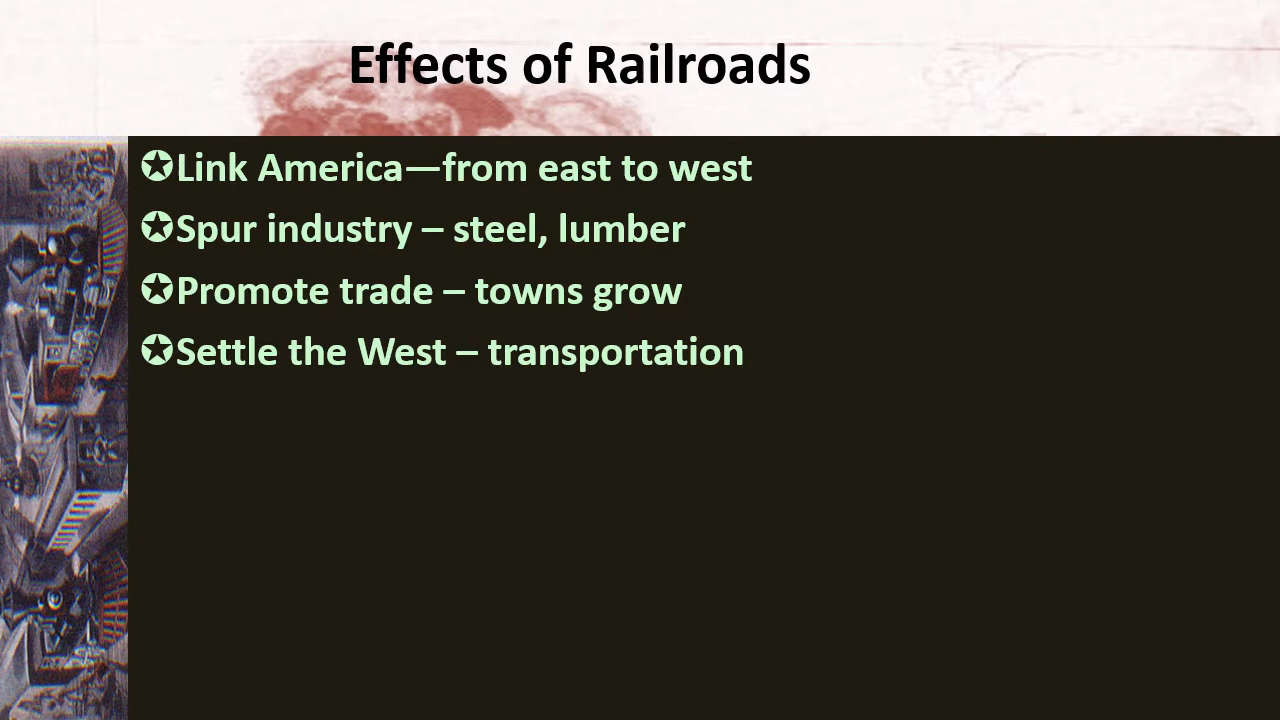 Effects of Railroads
✪Link America—from east to west
✪Spur industry – steel, lumber
✪Promote trade – towns grow
✪Settle the West – transportation